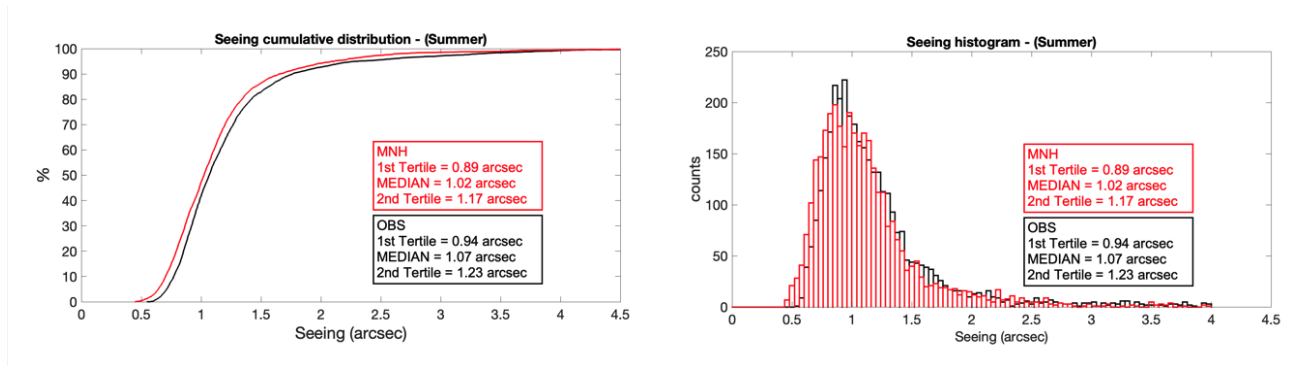 Seeing cumulative distribution - (Summer)
100
90
80
70
60
50
40
30
20
10
0
%
MNH
1st Tertile = 0.89 arcsec
MEDIAN = 1.02 arcsec
2nd Tertile = 1.17 arcsec
OBS
1st Tertile = 0.94 arcsec
MEDIAN = 1.07 arcsec
2nd Tertile = 1.23 arcsec
0 0.5 1 1.5 2 2.5 3 3.5 4 4.5
Seeing (arcsec)
Seeing histogram - (Summer)
250
200
150
100
50
0
counts
MNH
1st Tertile = 0.89 arcsec
MEDIAN = 1.02 arcsec
2nd Tertile = 1.17 arcsec
OBS
1st Tertile = 0.94 arcsec
MEDIAN = 1.07 arcsec
2nd Tertile = 1.23 arcsec
0 0.5 1 1.5 2 2.5 3 3.5 4 4.5
Seeing (arcsec)